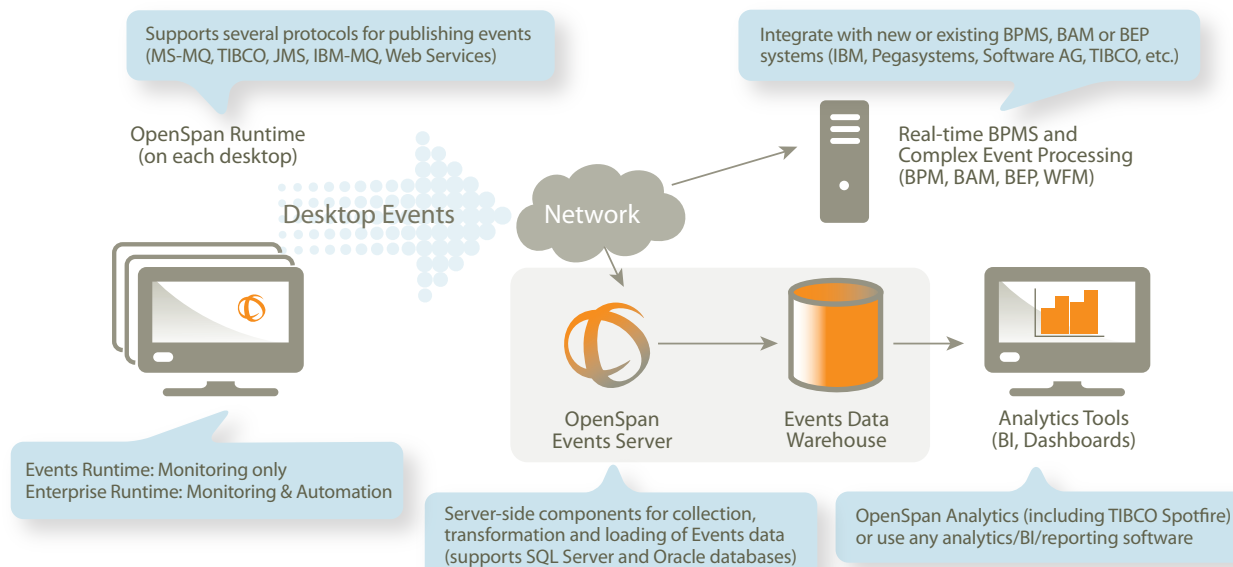 Supports several protocols for publishing events
(MS-MQ, TIBCO, JMS, IBM-MQ, Web Services)
Integrate with new or existing BPMS, BAM or BEP
systems (IBM, Pegasystems, Software AG, TIBCO, etc.)
OpenSpan Runtime
(on each desktop)
Real-time BPMS and
Complex Event Processing
(BPM, BAM, BEP, WFM)
Desktop Events
Network
OpenSpan
Events Server
Events Data
Warehouse
Analytics Tools
(BI, Dashboards)
Events Runtime: Monitoring only
Enterprise Runtime: Monitoring & Automation
Server-side components for collection,
transformation and loading of Events data
(supports SQL Server and Oracle databases)
OpenSpan Analytics (including TIBCO Spotfire)
or use any analytics/BI/reporting software